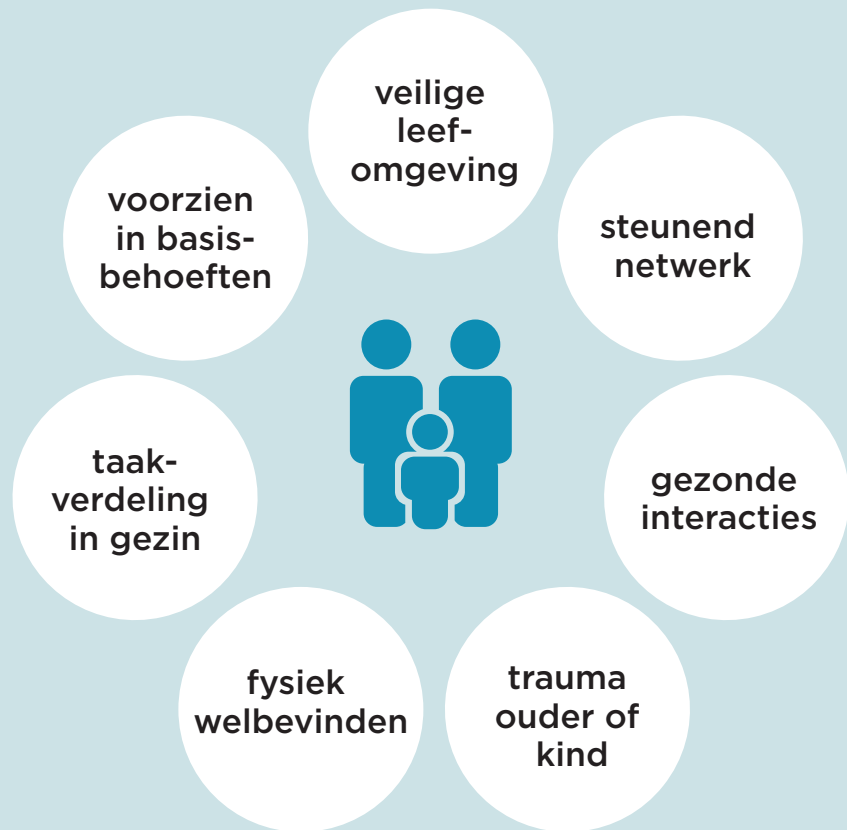 veilige
leef-
omgeving
steunend
netwerk
gezonde
interacties
trauma
ouder of
kind
fysiek
welbevinden
taak-
verdeling
in gezin
voorzien
in basis-
behoeften